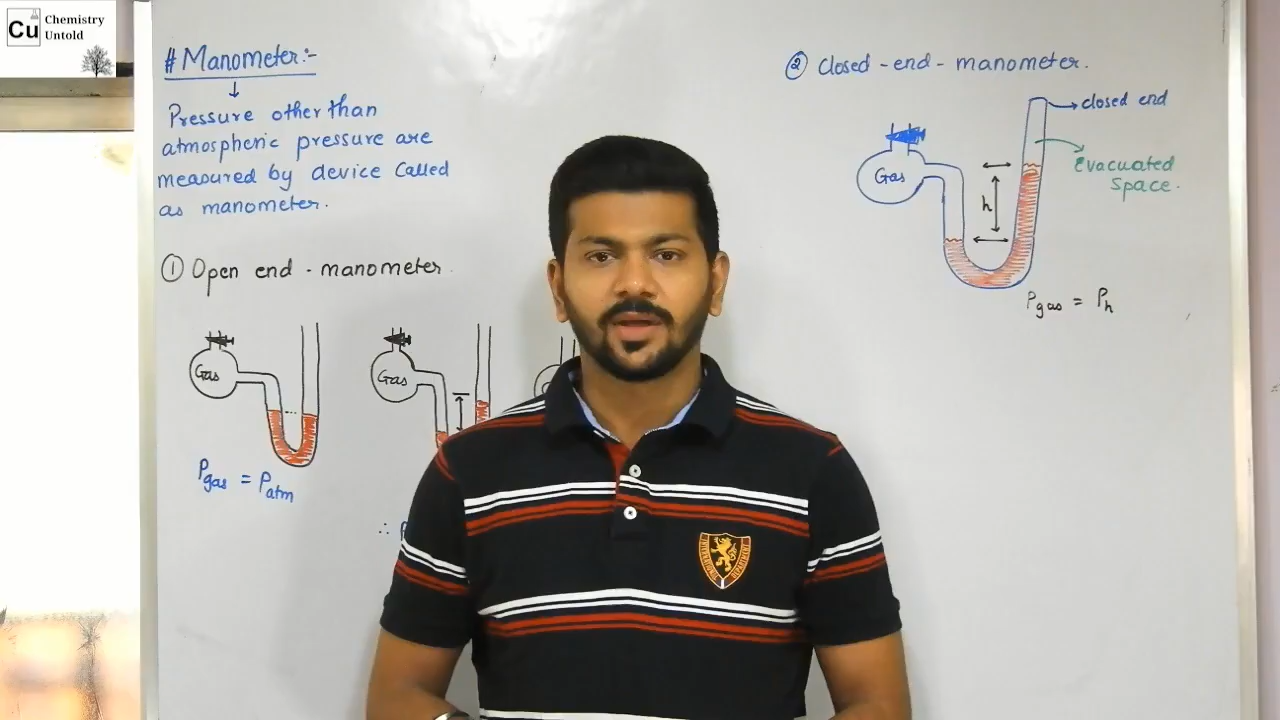 Cu
Chemistry
Untold
# Manometer:-
Pressure other than
atmospheric pressure are
measured by device called
as manometer.
① Open end - manometer
Gas
Gas
Pgas = Patm
∴
② Closed - end - manometer.
closed end
Gas
Evacuated
Space.
h
Pgas = Ph